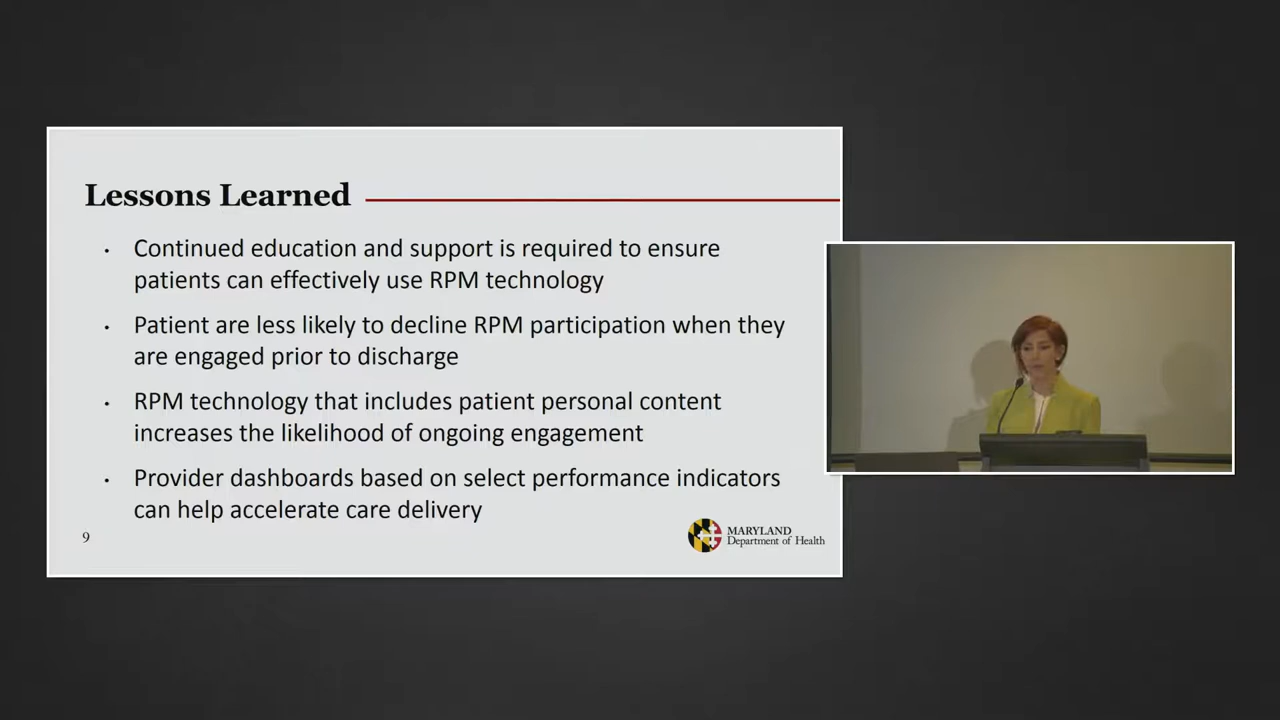 Lessons Learned
• Continued education and support is required to ensure
patients can effectively use RPM technology
• Patient are less likely to decline RPM participation when they
are engaged prior to discharge
• RPM technology that includes patient personal content
increases the likelihood of ongoing engagement
• Provider dashboards based on select performance indicators
can help accelerate care delivery
9
MARYLAND
Department of Health